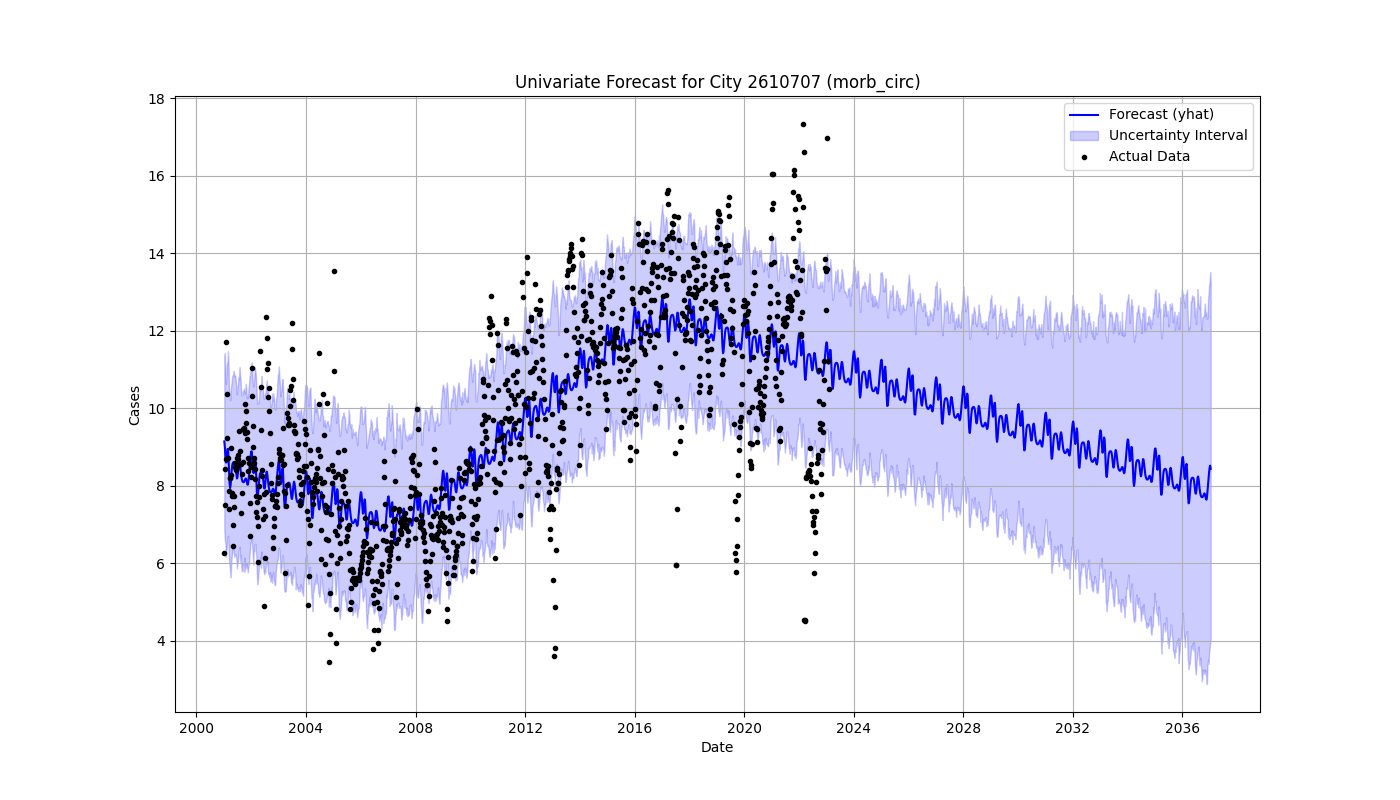 Univariate Forecast for City 2610707 (morb_circ)
18
16
14
12
10
8
6
4
Cases
Forecast (yhat)
Uncertainty Interval
Actual Data
2000 2004 2008 2012 2016 2020 2024 2028 2032 2036
Date